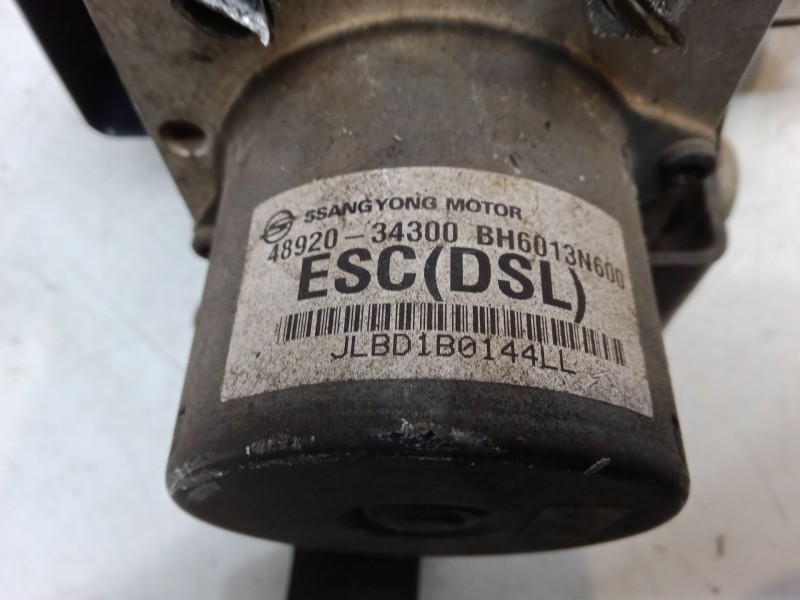 SSANGYONG MOTOR
48920-34300 BH6013N600
ESC(DSL)
JLBD1B0144LL